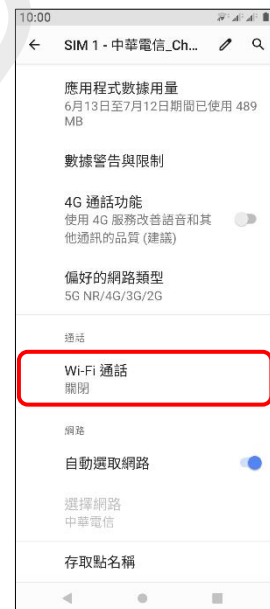 10:00
SIM 1 - 中華電信_Ch...
應用程式數據用量
6月13日至7月12日期間已使用 489
MB
數據警告與限制
4G 通話功能
使用 4G 服務改善語音和其
他通訊的品質 (建議)
偏好的網路類型
5G NR/4G/3G/2G
通話
Wi-Fi 通話
關閉
網路
自動選取網路
選擇網路
中華電信
存取點名稱